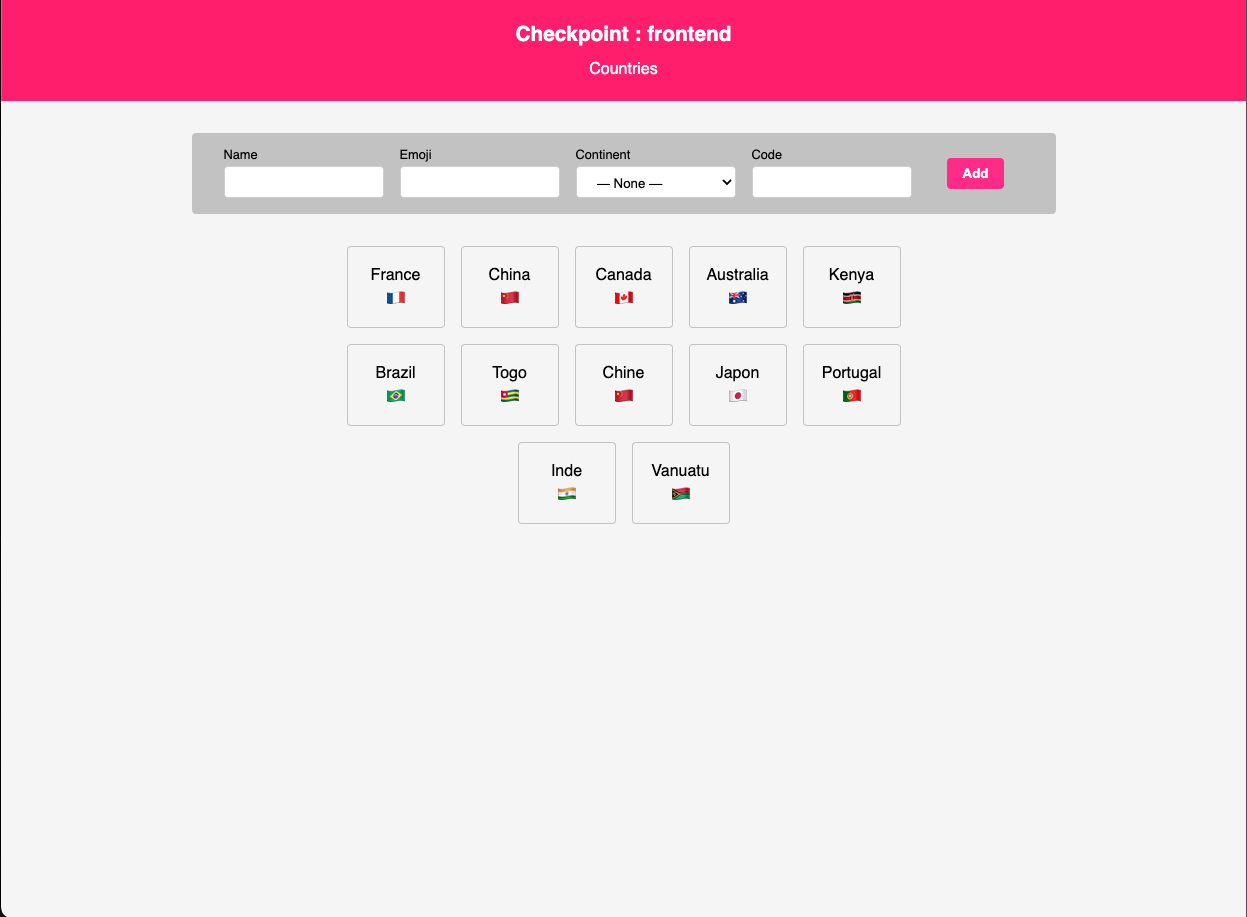 Checkpoint : frontend
Countries
Name Emoji Continent Code
— None —
Add
France China Canada Australia Kenya
Brazil Togo Chine Japon Portugal
Inde Vanuatu